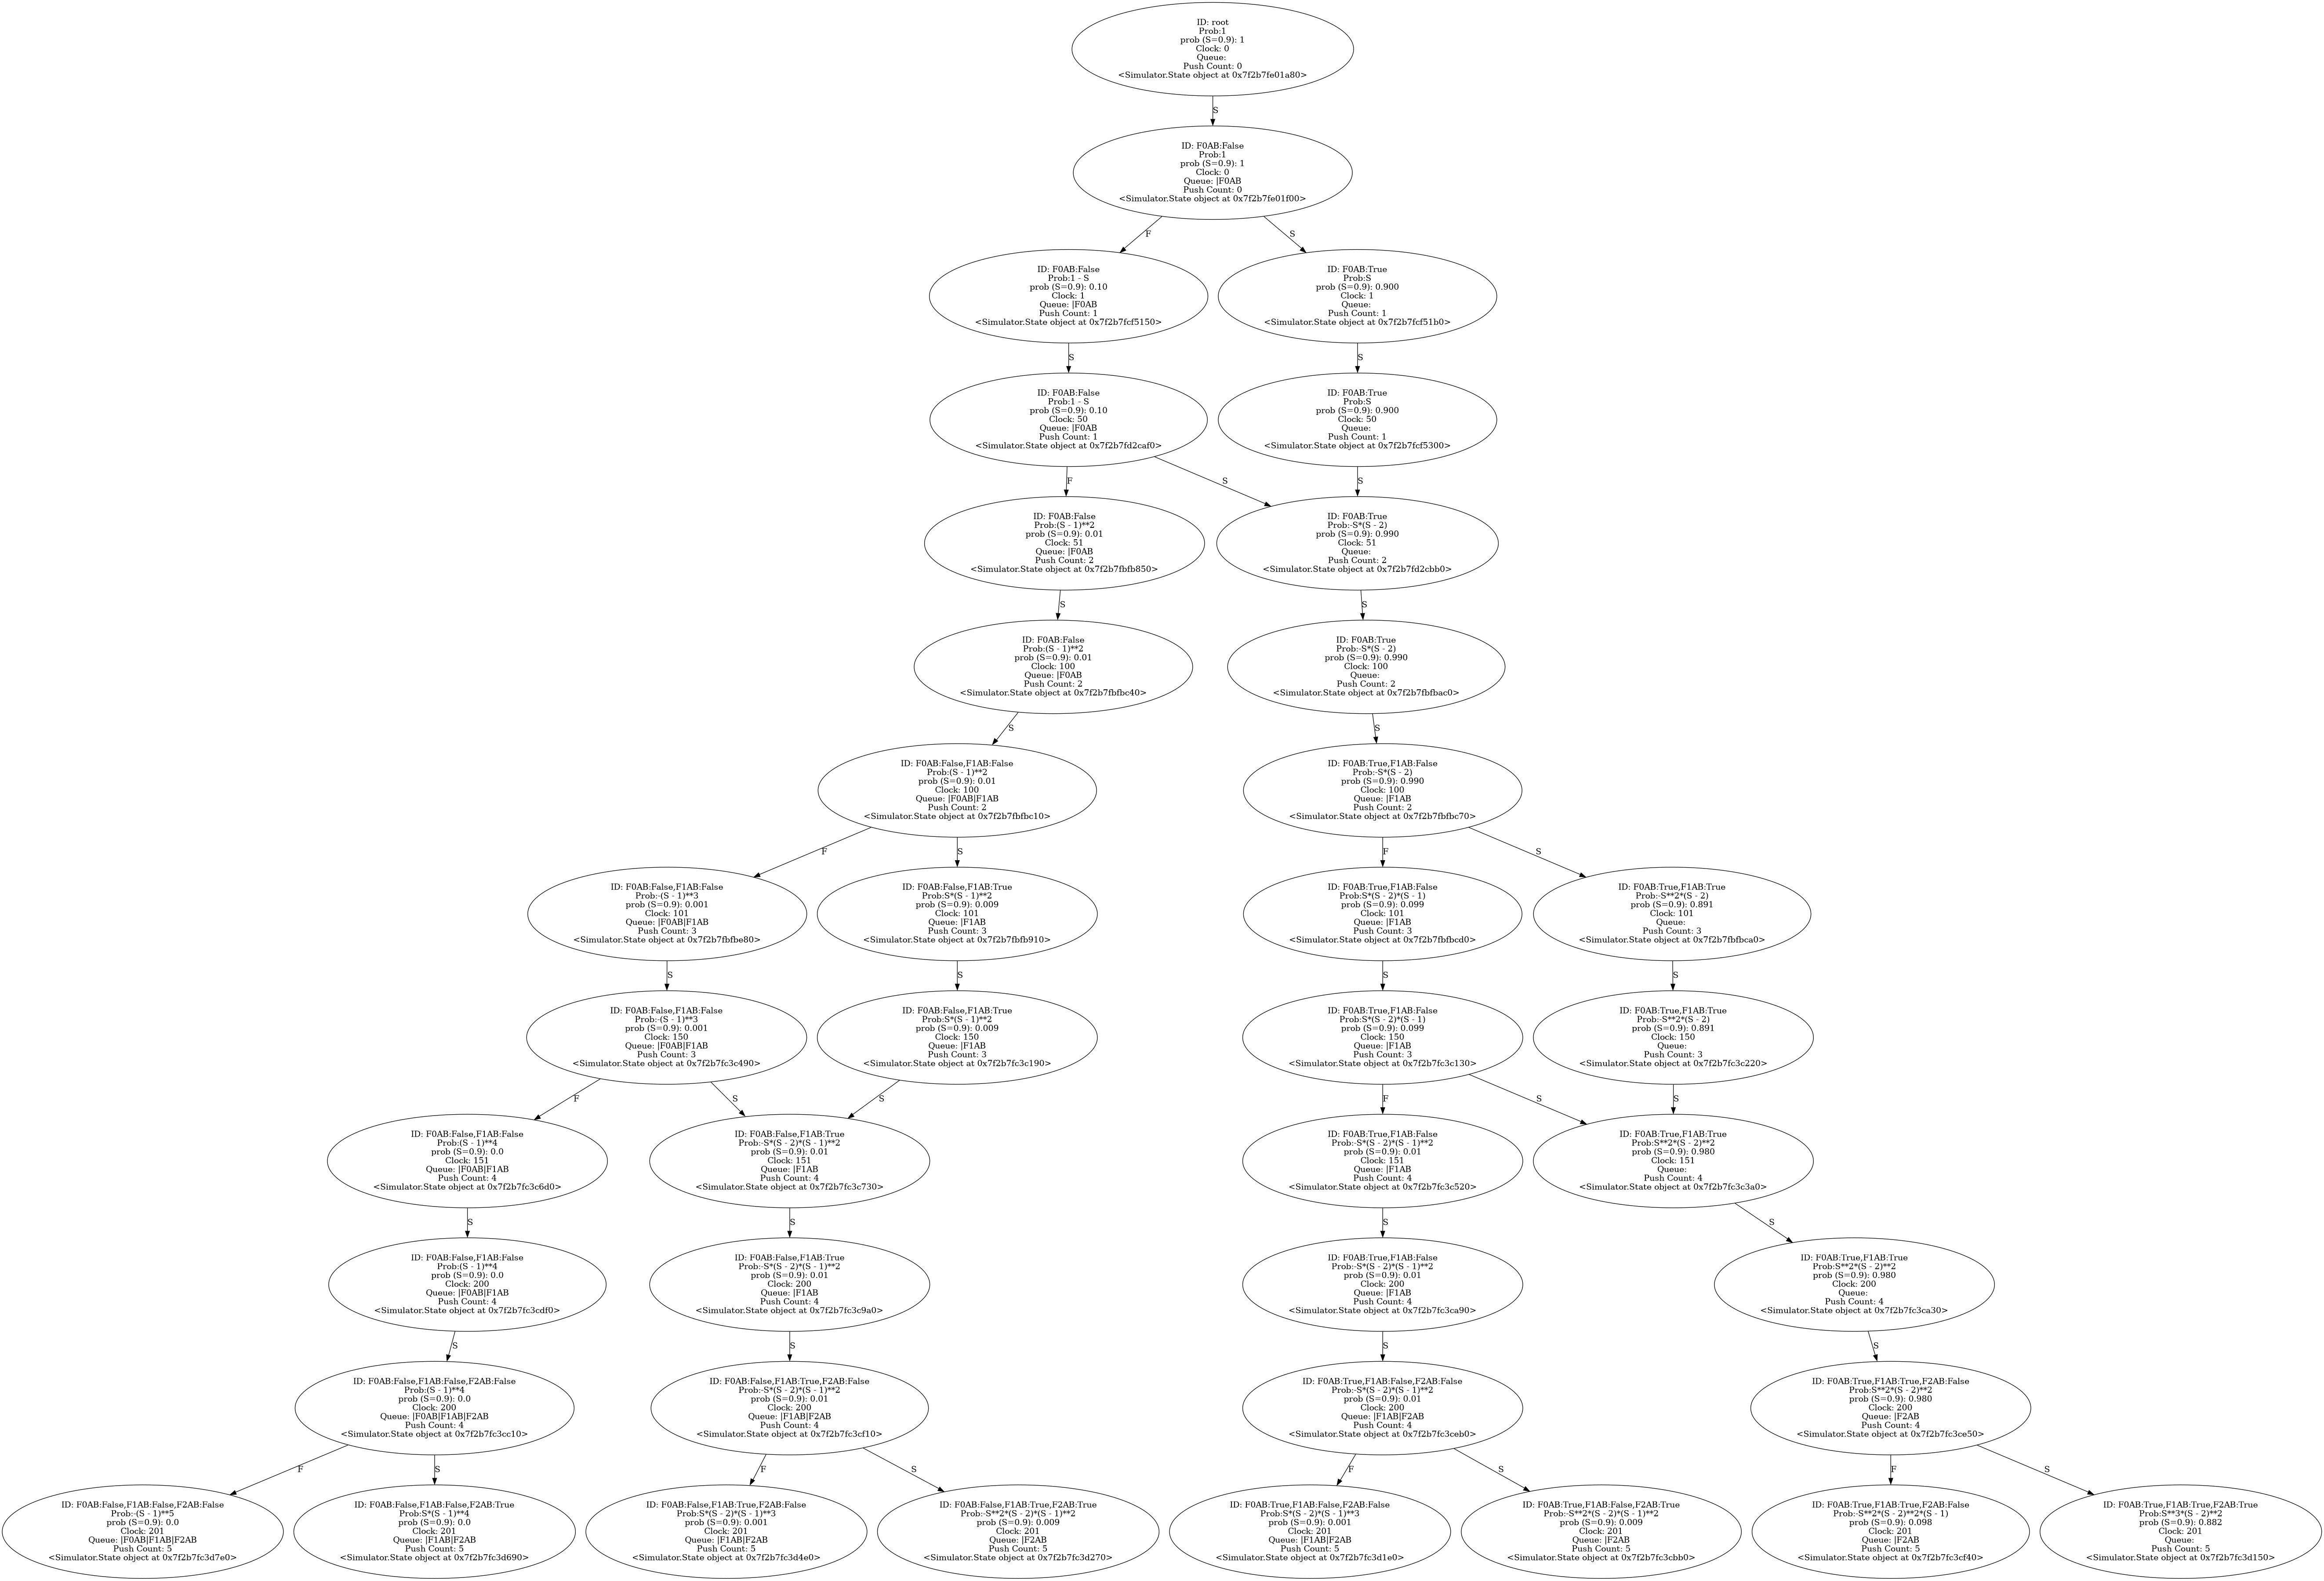 ID: root
Prob:1
prob (S=0.9): 1
Clock: 0
Queue:
Push Count: 0
<Simulator.State object at 0x7f2b7fe01a80>
S
ID: F0AB:False
Prob:1
prob (S=0.9): 1
Clock: 0
Queue: |F0AB
Push Count: 0
<Simulator.State object at 0x7f2b7fe01f00>
F
S
ID: F0AB:False
Prob:1 - S
prob (S=0.9): 0.10
Clock: 1
Queue: |F0AB
Push Count: 1
<Simulator.State object at 0x7f2b7fcf5150>
ID: F0AB:True
Prob:S
prob (S=0.9): 0.900
Clock: 1
Queue:
Push Count: 1
<Simulator.State object at 0x7f2b7fcf51b0>
S
S
ID: F0AB:False
Prob:1 - S
prob (S=0.9): 0.10
Clock: 50
Queue: |F0AB
Push Count: 1
<Simulator.State object at 0x7f2b7fd2caf0>
ID: F0AB:True
Prob:S
prob (S=0.9): 0.900
Clock: 50
Queue:
Push Count: 1
<Simulator.State object at 0x7f2b7fcf5300>
F
S
S
ID: F0AB:False
Prob:(S - 1)**2
prob (S=0.9): 0.01
Clock: 51
Queue: |F0AB
Push Count: 2
<Simulator.State object at 0x7f2b7fbfb850>
ID: F0AB:True
Prob:-S*(S - 2)
prob (S=0.9): 0.990
Clock: 51
Queue:
Push Count: 2
<Simulator.State object at 0x7f2b7fd2cbb0>
S
S
ID: F0AB:False
Prob:(S - 1)**2
prob (S=0.9): 0.01
Clock: 100
Queue: |F0AB
Push Count: 2
<Simulator.State object at 0x7f2b7fbfbc40>
ID: F0AB:True
Prob:-S*(S - 2)
prob (S=0.9): 0.990
Clock: 100
Queue:
Push Count: 2
<Simulator.State object at 0x7f2b7fbfbac0>
S
S
ID: F0AB:False,F1AB:False
Prob:(S - 1)**2
prob (S=0.9): 0.01
Clock: 100
Queue: |F0AB|F1AB
Push Count: 2
<Simulator.State object at 0x7f2b7fbfbc10>
ID: F0AB:True,F1AB:False
Prob:-S*(S - 2)
prob (S=0.9): 0.990
Clock: 100
Queue: |F1AB
Push Count: 2
<Simulator.State object at 0x7f2b7fbfbc70>
F
S
F
S
ID: F0AB:False,F1AB:False
Prob:-(S - 1)**3
prob (S=0.9): 0.001
Clock: 101
Queue: |F0AB|F1AB
Push Count: 3
<Simulator.State object at 0x7f2b7fbfbe80>
ID: F0AB:False,F1AB:True
Prob:S*(S - 1)**2
prob (S=0.9): 0.009
Clock: 101
Queue: |F1AB
Push Count: 3
<Simulator.State object at 0x7f2b7fbfb910>
ID: F0AB:True,F1AB:False
Prob:S*(S - 2)*(S - 1)
prob (S=0.9): 0.099
Clock: 101
Queue: |F1AB
Push Count: 3
<Simulator.State object at 0x7f2b7fbfbcd0>
ID: F0AB:True,F1AB:True
Prob:-S**2*(S - 2)
prob (S=0.9): 0.891
Clock: 101
Queue:
Push Count: 3
<Simulator.State object at 0x7f2b7fbfbca0>
S
S
S
S
ID: F0AB:False,F1AB:False
Prob:-(S - 1)**3
prob (S=0.9): 0.001
Clock: 150
Queue: |F0AB|F1AB
Push Count: 3
<Simulator.State object at 0x7f2b7fc3c490>
ID: F0AB:False,F1AB:True
Prob:S*(S - 1)**2
prob (S=0.9): 0.009
Clock: 150
Queue: |F1AB
Push Count: 3
<Simulator.State object at 0x7f2b7fc3c190>
ID: F0AB:True,F1AB:False
Prob:S*(S - 2)*(S - 1)
prob (S=0.9): 0.099
Clock: 150
Queue: |F1AB
Push Count: 3
<Simulator.State object at 0x7f2b7fc3c130>
ID: F0AB:True,F1AB:True
Prob:-S**2*(S - 2)
prob (S=0.9): 0.891
Clock: 150
Queue:
Push Count: 3
<Simulator.State object at 0x7f2b7fc3c220>
F
S
S
F
S
S
ID: F0AB:False,F1AB:False
Prob:(S - 1)**4
prob (S=0.9): 0.0
Clock: 151
Queue: |F0AB|F1AB
Push Count: 4
<Simulator.State object at 0x7f2b7fc3c6d0>
ID: F0AB:False,F1AB:True
Prob:-S*(S - 2)*(S - 1)**2
prob (S=0.9): 0.01
Clock: 151
Queue: |F1AB
Push Count: 4
<Simulator.State object at 0x7f2b7fc3c730>
ID: F0AB:True,F1AB:False
Prob:-S*(S - 2)*(S - 1)**2
prob (S=0.9): 0.01
Clock: 151
Queue: |F1AB
Push Count: 4
<Simulator.State object at 0x7f2b7fc3c520>
ID: F0AB:True,F1AB:True
Prob:S**2*(S - 2)**2
prob (S=0.9): 0.980
Clock: 151
Queue:
Push Count: 4
<Simulator.State object at 0x7f2b7fc3c3a0>
S
S
S
S
ID: F0AB:False,F1AB:False
Prob:(S - 1)**4
prob (S=0.9): 0.0
Clock: 200
Queue: |F0AB|F1AB
Push Count: 4
<Simulator.State object at 0x7f2b7fc3cdf0>
ID: F0AB:False,F1AB:True
Prob:-S*(S - 2)*(S - 1)**2
prob (S=0.9): 0.01
Clock: 200
Queue: |F1AB
Push Count: 4
<Simulator.State object at 0x7f2b7fc3c9a0>
ID: F0AB:True,F1AB:False
Prob:-S*(S - 2)*(S - 1)**2
prob (S=0.9): 0.01
Clock: 200
Queue: |F1AB
Push Count: 4
<Simulator.State object at 0x7f2b7fc3ca90>
ID: F0AB:True,F1AB:True
Prob:S**2*(S - 2)**2
prob (S=0.9): 0.980
Clock: 200
Queue:
Push Count: 4
<Simulator.State object at 0x7f2b7fc3ca30>
S
S
S
S
ID: F0AB:False,F1AB:False,F2AB:False
Prob:(S - 1)**4
prob (S=0.9): 0.0
Clock: 200
Queue: |F0AB|F1AB|F2AB
Push Count: 4
<Simulator.State object at 0x7f2b7fc3cc10>
ID: F0AB:False,F1AB:True,F2AB:False
Prob:-S*(S - 2)*(S - 1)**2
prob (S=0.9): 0.01
Clock: 200
Queue: |F1AB|F2AB
Push Count: 4
<Simulator.State object at 0x7f2b7fc3cf10>
ID: F0AB:True,F1AB:False,F2AB:False
Prob:-S*(S - 2)*(S - 1)**2
prob (S=0.9): 0.01
Clock: 200
Queue: |F1AB|F2AB
Push Count: 4
<Simulator.State object at 0x7f2b7fc3ceb0>
ID: F0AB:True,F1AB:True,F2AB:False
Prob:S**2*(S - 2)**2
prob (S=0.9): 0.980
Clock: 200
Queue: |F2AB
Push Count: 4
<Simulator.State object at 0x7f2b7fc3ce50>
F
S
F
S
F
S
F
S
ID: F0AB:False,F1AB:False,F2AB:False
Prob:-(S - 1)**5
prob (S=0.9): 0.0
Clock: 201
Queue: |F0AB|F1AB|F2AB
Push Count: 5
<Simulator.State object at 0x7f2b7fc3d7e0>
ID: F0AB:False,F1AB:False,F2AB:True
Prob:S*(S - 1)**4
prob (S=0.9): 0.0
Clock: 201
Queue: |F1AB|F2AB
Push Count: 5
<Simulator.State object at 0x7f2b7fc3d690>
ID: F0AB:False,F1AB:True,F2AB:False
Prob:S*(S - 2)*(S - 1)**3
prob (S=0.9): 0.001
Clock: 201
Queue: |F1AB|F2AB
Push Count: 5
<Simulator.State object at 0x7f2b7fc3d4e0>
ID: F0AB:False,F1AB:True,F2AB:True
Prob:-S**2*(S - 2)*(S - 1)**2
prob (S=0.9): 0.009
Clock: 201
Queue: |F2AB
Push Count: 5
<Simulator.State object at 0x7f2b7fc3d270>
ID: F0AB:True,F1AB:False,F2AB:False
Prob:S*(S - 2)*(S - 1)**3
prob (S=0.9): 0.001
Clock: 201
Queue: |F1AB|F2AB
Push Count: 5
<Simulator.State object at 0x7f2b7fc3d1e0>
ID: F0AB:True,F1AB:False,F2AB:True
Prob:-S**2*(S - 2)*(S - 1)**2
prob (S=0.9): 0.009
Clock: 201
Queue: |F2AB
Push Count: 5
<Simulator.State object at 0x7f2b7fc3cbb0>
ID: F0AB:True,F1AB:True,F2AB:False
Prob:-S**2*(S - 2)**2*(S - 1)
prob (S=0.9): 0.098
Clock: 201
Queue: |F2AB
Push Count: 5
<Simulator.State object at 0x7f2b7fc3cf40>
ID: F0AB:True,F1AB:True,F2AB:True
Prob:S**3*(S - 2)**2
prob (S=0.9): 0.882
Clock: 201
Queue:
Push Count: 5
<Simulator.State object at 0x7f2b7fc3d150>